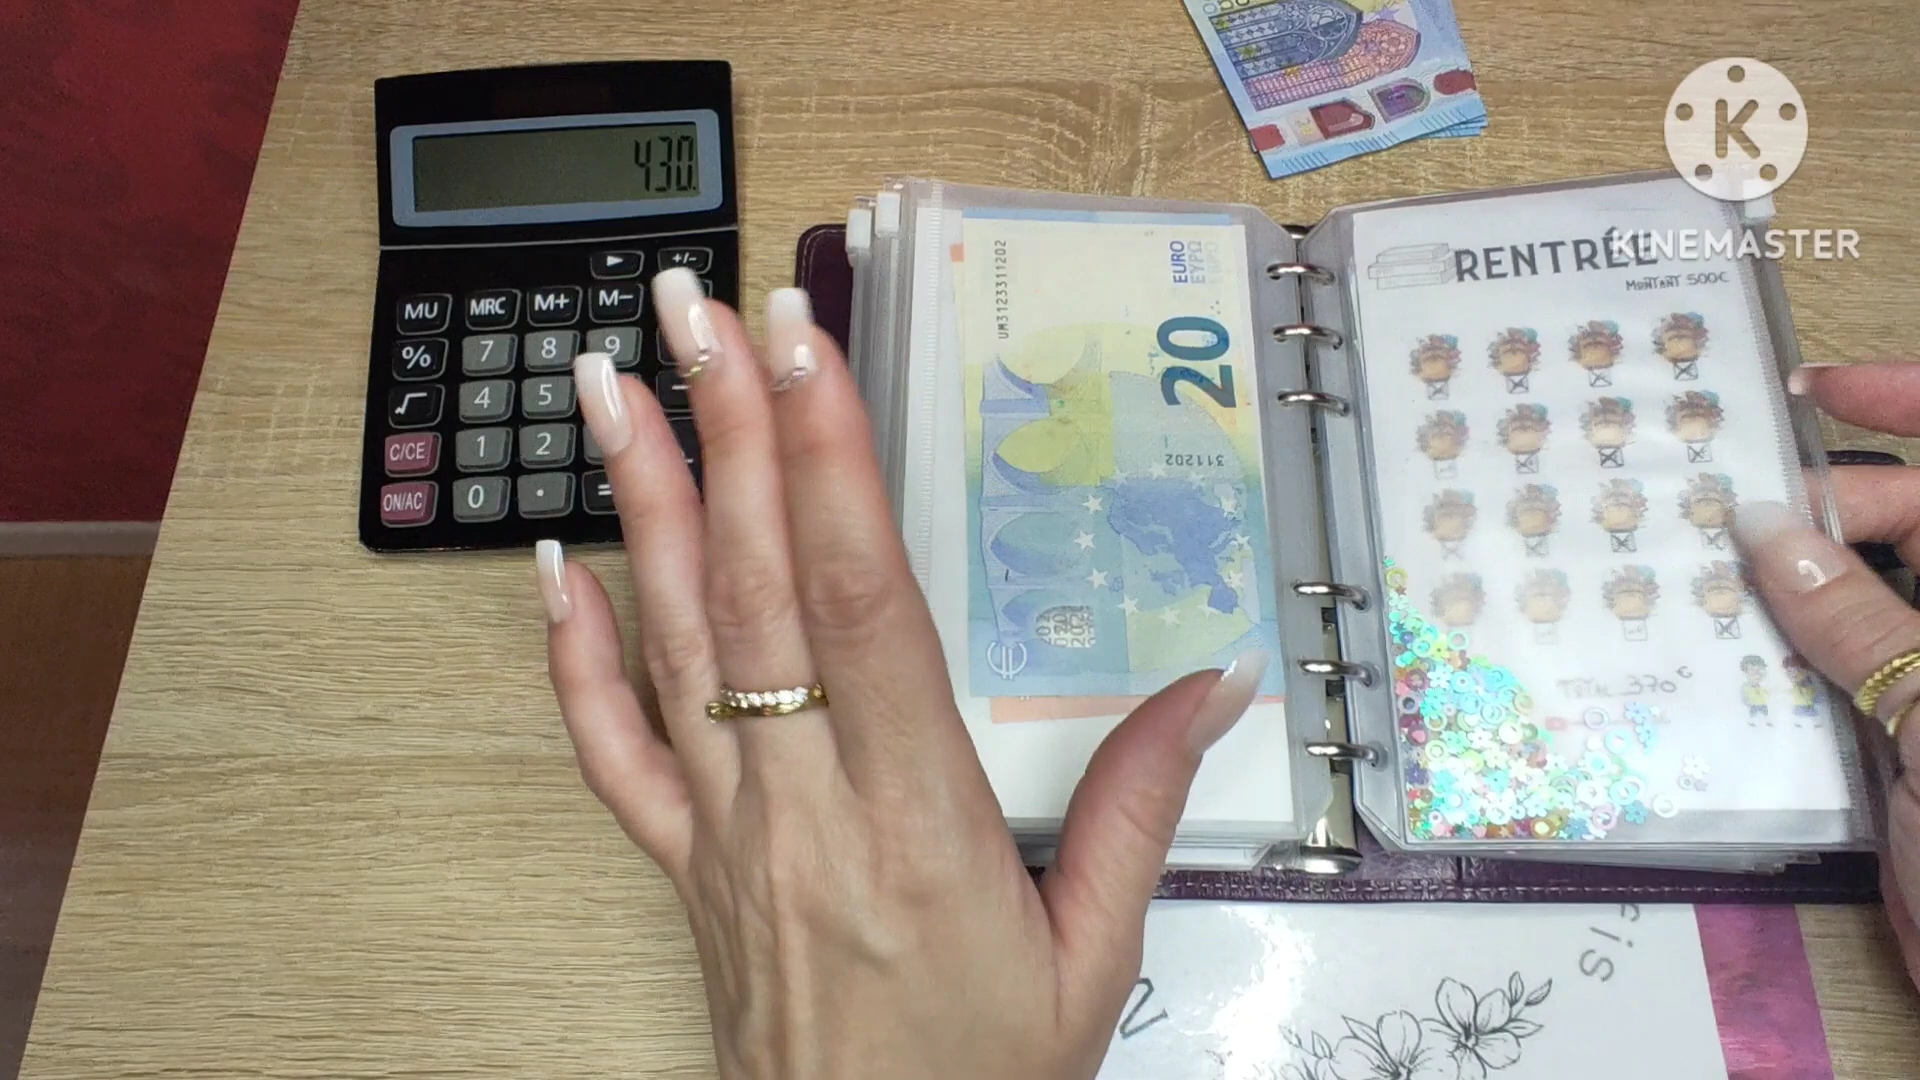 430.
+/-
MU
MRC
M+
M-
%
7
8
9
√
4
5
C/CE
1
2
ON/AC
0
.
=
UM3123311202
EURO
ΕΥΡΩ
20
311202
K
KINEMASTER
RENTRÉE
MONTANT 500€
TOTAL 370€